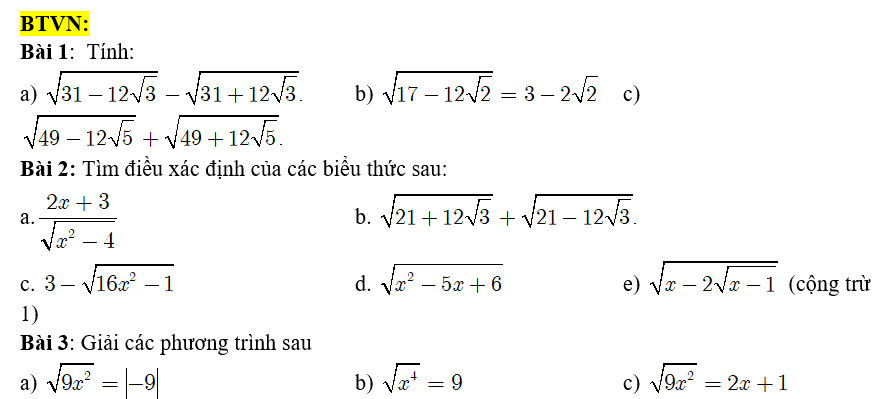 BTVN:
Bài 1: Tính:
a) $\sqrt{31-12\sqrt{3}}-\sqrt{31+12\sqrt{3}}.$ b) $\sqrt{17-12\sqrt{2}}=3-2\sqrt{2}$ c)
$\sqrt{49-12\sqrt{5}}+\sqrt{49+12\sqrt{5}}.$
Bài 2: Tìm điều xác định của các biểu thức sau:
a. $\frac{2x+3}{\sqrt{x^2-4}}$ b. $\sqrt{21+12\sqrt{3}}+\sqrt{21-12\sqrt{3}}.$
c. $3-\sqrt{16x^2-1}$ d. $\sqrt{x^2-5x+6}$ e) $\sqrt{x-2\sqrt{x-1}}$ (cộng trừ
1)
Bài 3: Giải các phương trình sau
a) $\sqrt{9x^2}=|-9|$ b) $\sqrt{x^4}=9$ c) $\sqrt{9x^2}=2x+1$